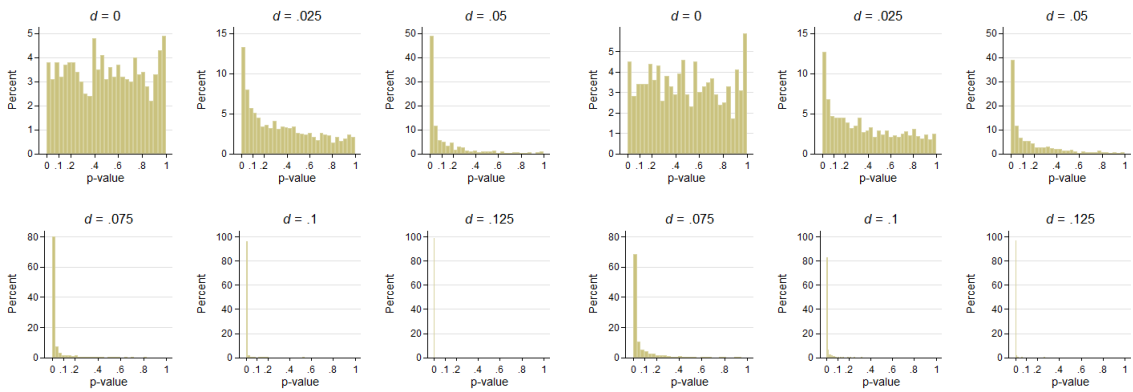 d = 0
d = .025
d = .05
d = 0
d = .025
d = .05
Percent
5
4
3
2
1
0
0 .1 .2 .4 .6 .8 1
p-value
Percent
15
10
5
0
0 .1 .2 .4 .6 .8 1
p-value
Percent
50
40
30
20
10
0
0 .1 .2 .4 .6 .8 1
p-value
Percent
5
4
3
2
1
0
0 .1 .2 .4 .6 .8 1
p-value
Percent
15
10
5
0
0 .1 .2 .4 .6 .8 1
p-value
Percent
50
40
30
20
10
0
0 .1 .2 .4 .6 .8 1
p-value
d = .075
d = .1
d = .125
d = .075
d = .1
d = .125
Percent
80
60
40
20
0
0 .1 .2 .4 .6 .8 1
p-value
Percent
100
80
60
40
20
0
0 .1 .2 .4 .6 .8 1
p-value
Percent
100
80
60
40
20
0
0 .1 .2 .4 .6 .8 1
p-value
Percent
80
60
40
20
0
0 .1 .2 .4 .6 .8 1
p-value
Percent
100
80
60
40
20
0
0 .1 .2 .4 .6 .8 1
p-value
Percent
100
80
60
40
20
0
0 .1 .2 .4 .6 .8 1
p-value